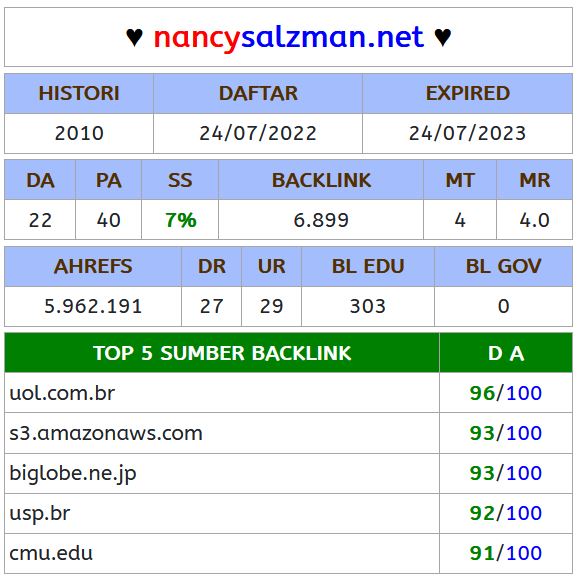 ♥ nancysalzman.net ♥
HISTORI DAFTAR EXPIRED
2010 24/07/2022 24/07/2023
DA PA SS BACKLINK MT MR
22 40 7% 6.899 4 4.0
AHREFS DR UR BL EDU BL GOV
5.962.191 27 29 303 0
TOP 5 SUMBER BACKLINK D A
uol.com.br 96/100
s3.amazonaws.com 93/100
biglobe.ne.jp 93/100
usp.br 92/100
cmu.edu 91/100